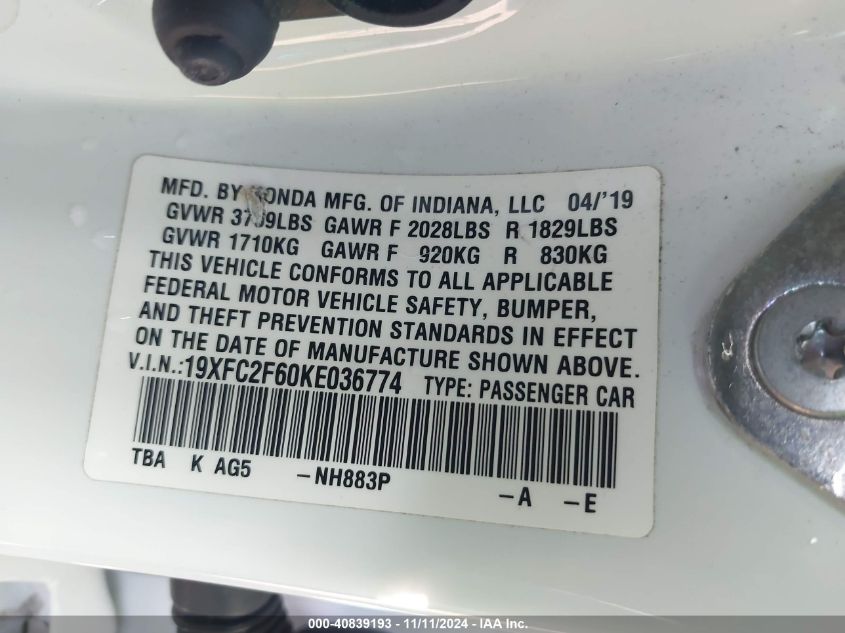 MFD. BY HONDA MFG. OF INDIANA, LLC 04/'19
GVWR 3769LBS GAWR F 2028LBS R 1829LBS
GVWR 1710KG GAWR F 920KG R 830KG
THIS VEHICLE CONFORMS TO ALL APPLICABLE
FEDERAL MOTOR VEHICLE SAFETY, BUMPER,
AND THEFT PREVENTION STANDARDS IN EFFECT
ON THE DATE OF MANUFACTURE SHOWN ABOVE.
V.I.N.:19XFC2F60KE036774 TYPE: PASSENGER CAR
TBA K AG5 -NH883P -A -E
000-40839193 - 11/11/2024 - IAA Inc.